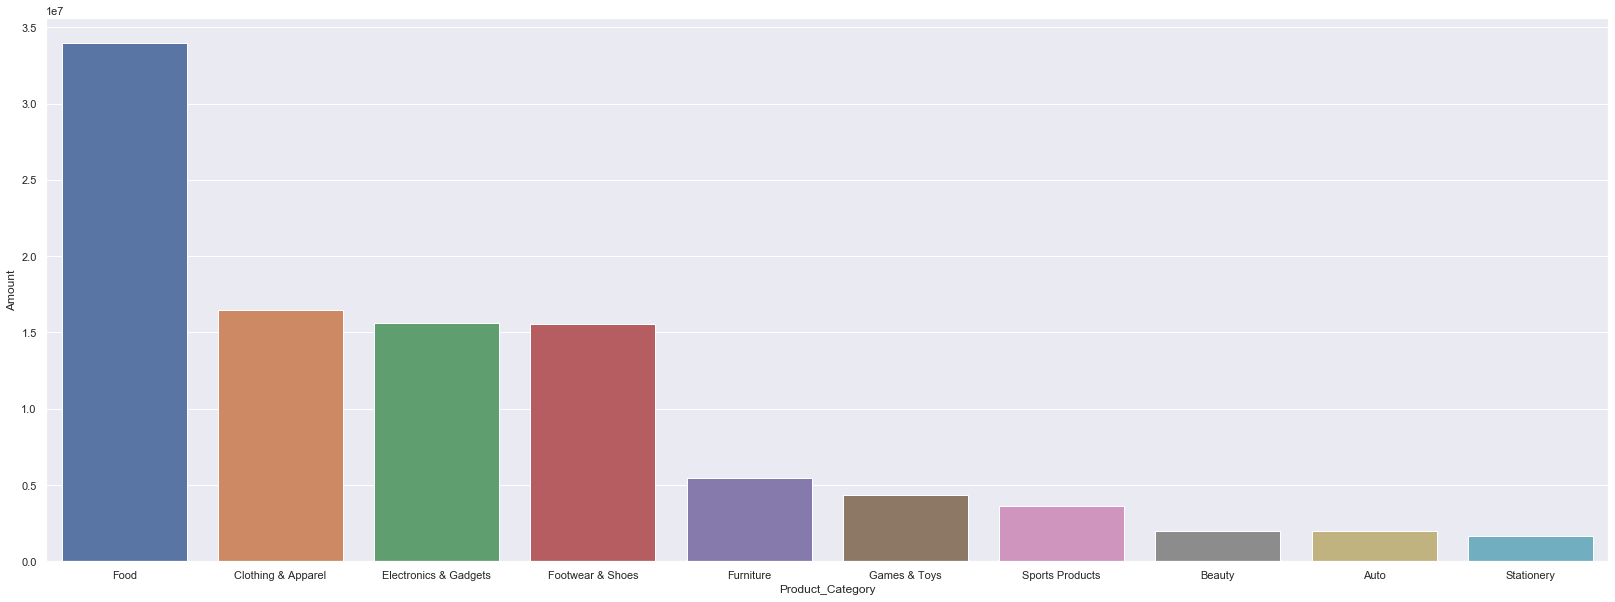 1e7
3.5
3.0
2.5
2.0
1.5
1.0
0.5
0.0
Amount
Food Clothing & Apparel Electronics & Gadgets Footwear & Shoes Furniture Games & Toys Sports Products Beauty Auto Stationery
Product_Category